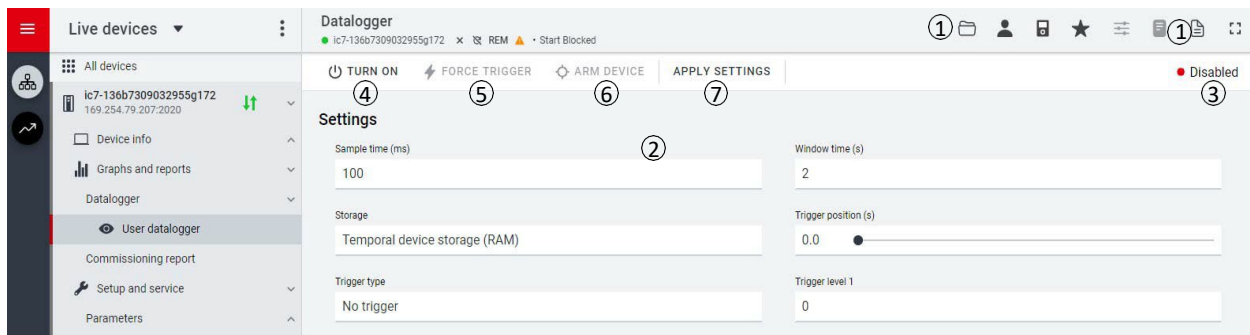 Live devices
Datalogger
ic7-136b7309032955g172 REM • Start Blocked
1
1
All devices
TURN ON FORCE TRIGGER ARM DEVICE APPLY SETTINGS
Disabled
4 5 6 7 3
ic7-136b7309032955g172
169.254.79.207:2020
Device info
Graphs and reports
Datalogger
User datalogger
Commissioning report
Setup and service
Parameters
Settings
2
Sample time (ms)
100
Window time (s)
2
Storage
Temporal device storage (RAM)
Trigger position (s)
0.0
Trigger type
No trigger
Trigger level 1
0